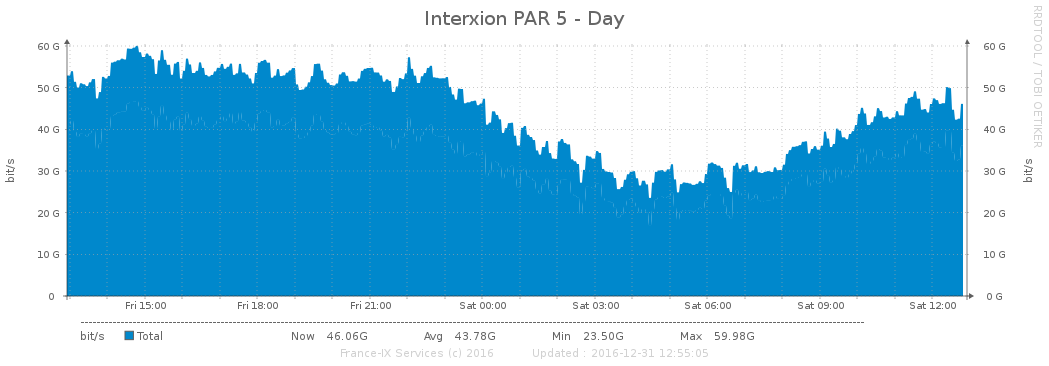 Interxion PAR 5 - Day
RRDTOOL / TOBI OETIKER
bit/s
60 G
50 G
40 G
30 G
20 G
10 G
0
60 G
50 G
40 G
30 G
20 G
10 G
0 G
bit/s
Fri 15:00 Fri 18:00 Fri 21:00 Sat 00:00 Sat 03:00 Sat 06:00 Sat 09:00 Sat 12:00
bit/s Total Now 46.06G Avg 43.78G Min 23.50G Max 59.98G
France-IX Services (c) 2016 Updated : 2016-12-31 12:55:05